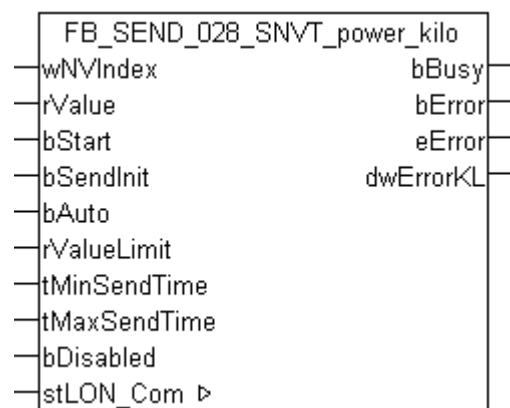 FB_SEND_028_SNVT_power_kilo
wNVIndex bBusy
rValue bError
bStart eError
bSendInit dwErrorKL
bAuto
rValueLimit
tMinSendTime
tMaxSendTime
bDisabled
stLON_Com ▷